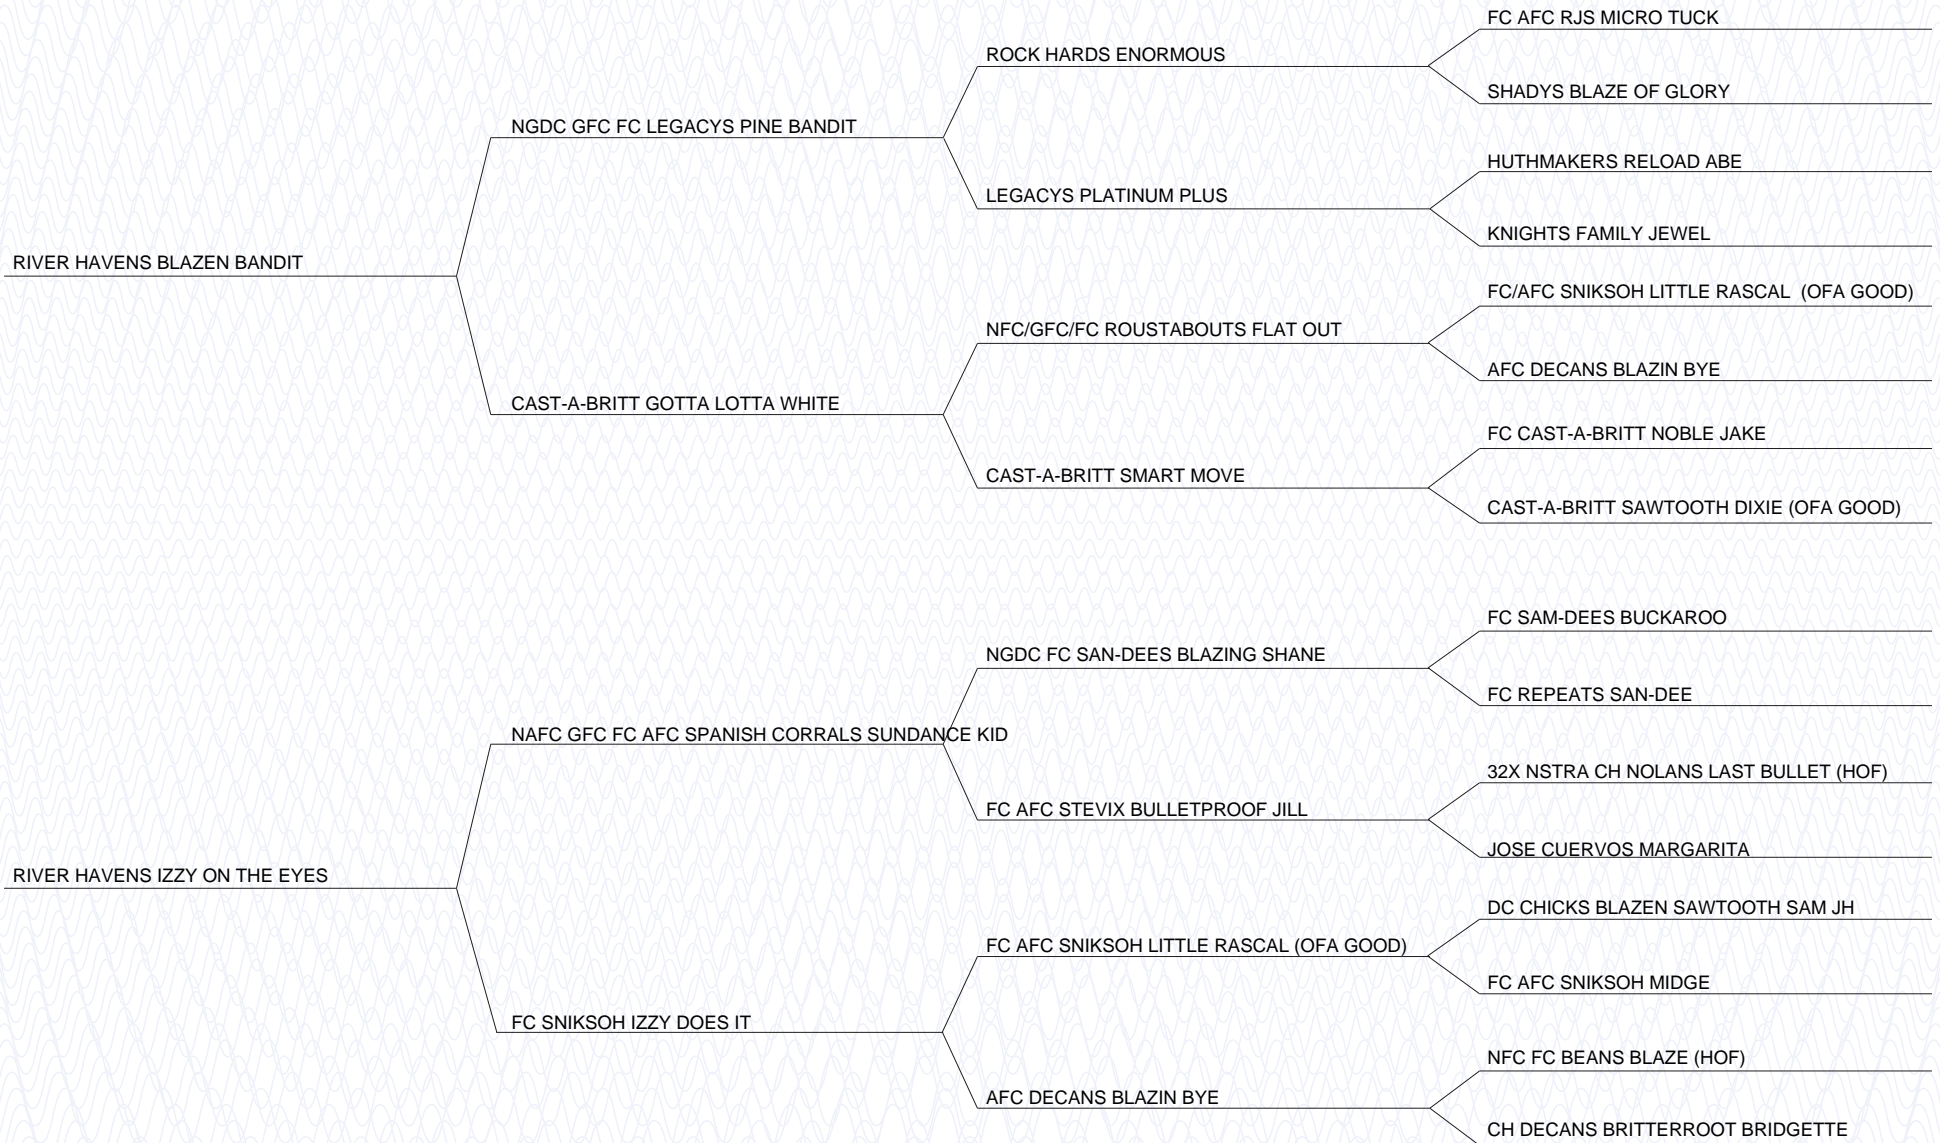 FC AFC RJS MICRO TUCK
ROCK HARDS ENORMOUS
SHADYS BLAZE OF GLORY
NGDC GFC FC LEGACYS PINE BANDIT
HUTHMAKERS RELOAD ABE
LEGACYS PLATINUM PLUS
KNIGHTS FAMILY JEWEL
RIVER HAVENS BLAZEN BANDIT
FC/AFC SNIKSOH LITTLE RASCAL (OFA GOOD)
NFC/GFC/FC ROUSTABOUTS FLAT OUT
AFC DECANS BLAZIN BYE
CAST-A-BRITT GOTTA LOTTA WHITE
FC CAST-A-BRITT NOBLE JAKE
CAST-A-BRITT SMART MOVE
CAST-A-BRITT SAWTOOTH DIXIE (OFA GOOD)
FC SAM-DEES BUCKAROO
NGDC FC SAN-DEES BLAZING SHANE
FC REPEATS SAN-DEE
NAFC GFC FC AFC SPANISH CORRALS SUNDANCE KID
32X NSTRA CH NOLANS LAST BULLET (HOF)
FC AFC STEVIX BULLETPROOF JILL
JOSE CUERVOS MARGARITA
RIVER HAVENS IZZY ON THE EYES
DC CHICKS BLAZEN SAWTOOTH SAM JH
FC AFC SNIKSOH LITTLE RASCAL (OFA GOOD)
FC AFC SNIKSOH MIDGE
FC SNIKSOH IZZY DOES IT
NFC FC BEANS BLAZE (HOF)
AFC DECANS BLAZIN BYE
CH DECANS BRITTERROOT BRIDGETTE